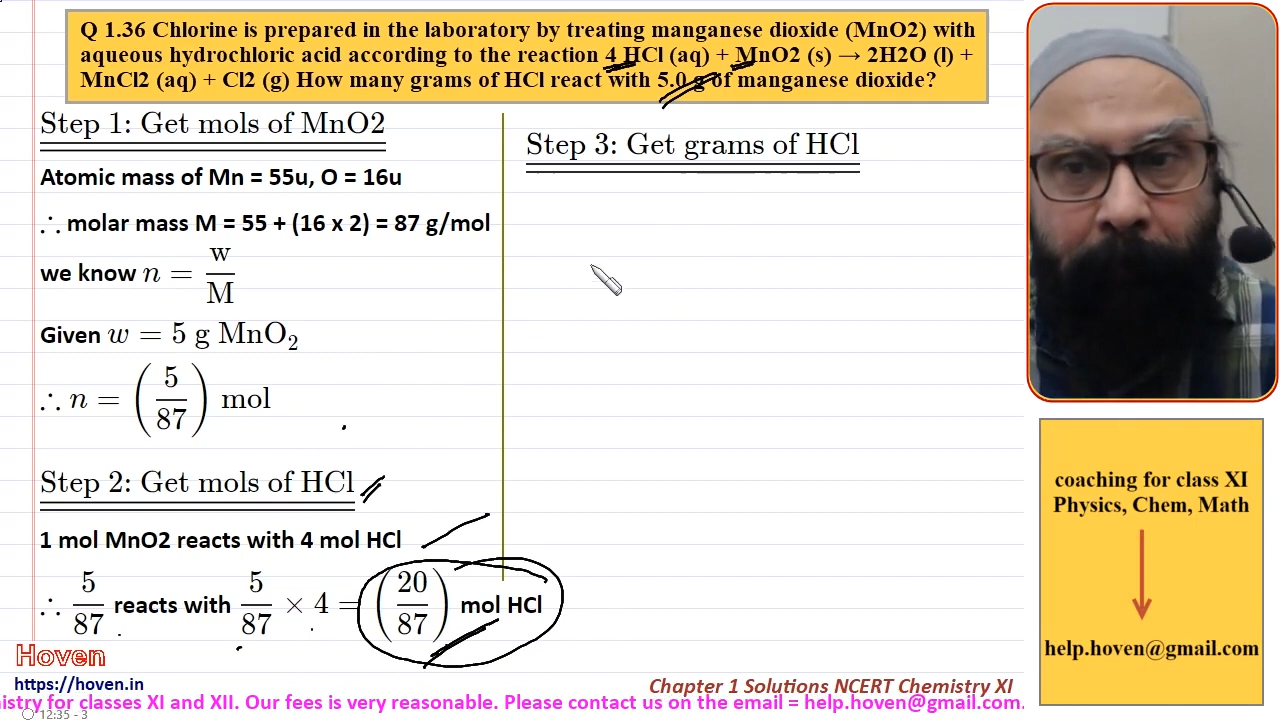 Q 1.36 Chlorine is prepared in the laboratory by treating manganese dioxide (MnO2) with
aqueous hydrochloric acid according to the reaction 4 HCl (aq) + MnO2 (s) → 2H2O (l) +
MnCl2 (aq) + Cl2 (g) How many grams of HCl react with 5.0 g of manganese dioxide?
Step 1: Get mols of MnO2
Atomic mass of Mn = 55u, O = 16u
∴ molar mass M = 55 + (16 x 2) = 87 g/mol
we know n = w/M
Given w = 5 g MnO₂
∴ n = (5/87) mol
Step 2: Get mols of HCl
1 mol MnO2 reacts with 4 mol HCl
∴ 5/87 reacts with 5/87 × 4 = (20/87) mol HCl
Step 3: Get grams of HCl
coaching for class XI
Physics, Chem, Math
help.hoven@gmail.com
Hoven
https://hoven.in
Chapter 1 Solutions NCERT Chemistry XI
istry for classes XI and XII. Our fees is very reasonable. Please contact us on the email = help.hoven@gmail.com.
12:35 - 3